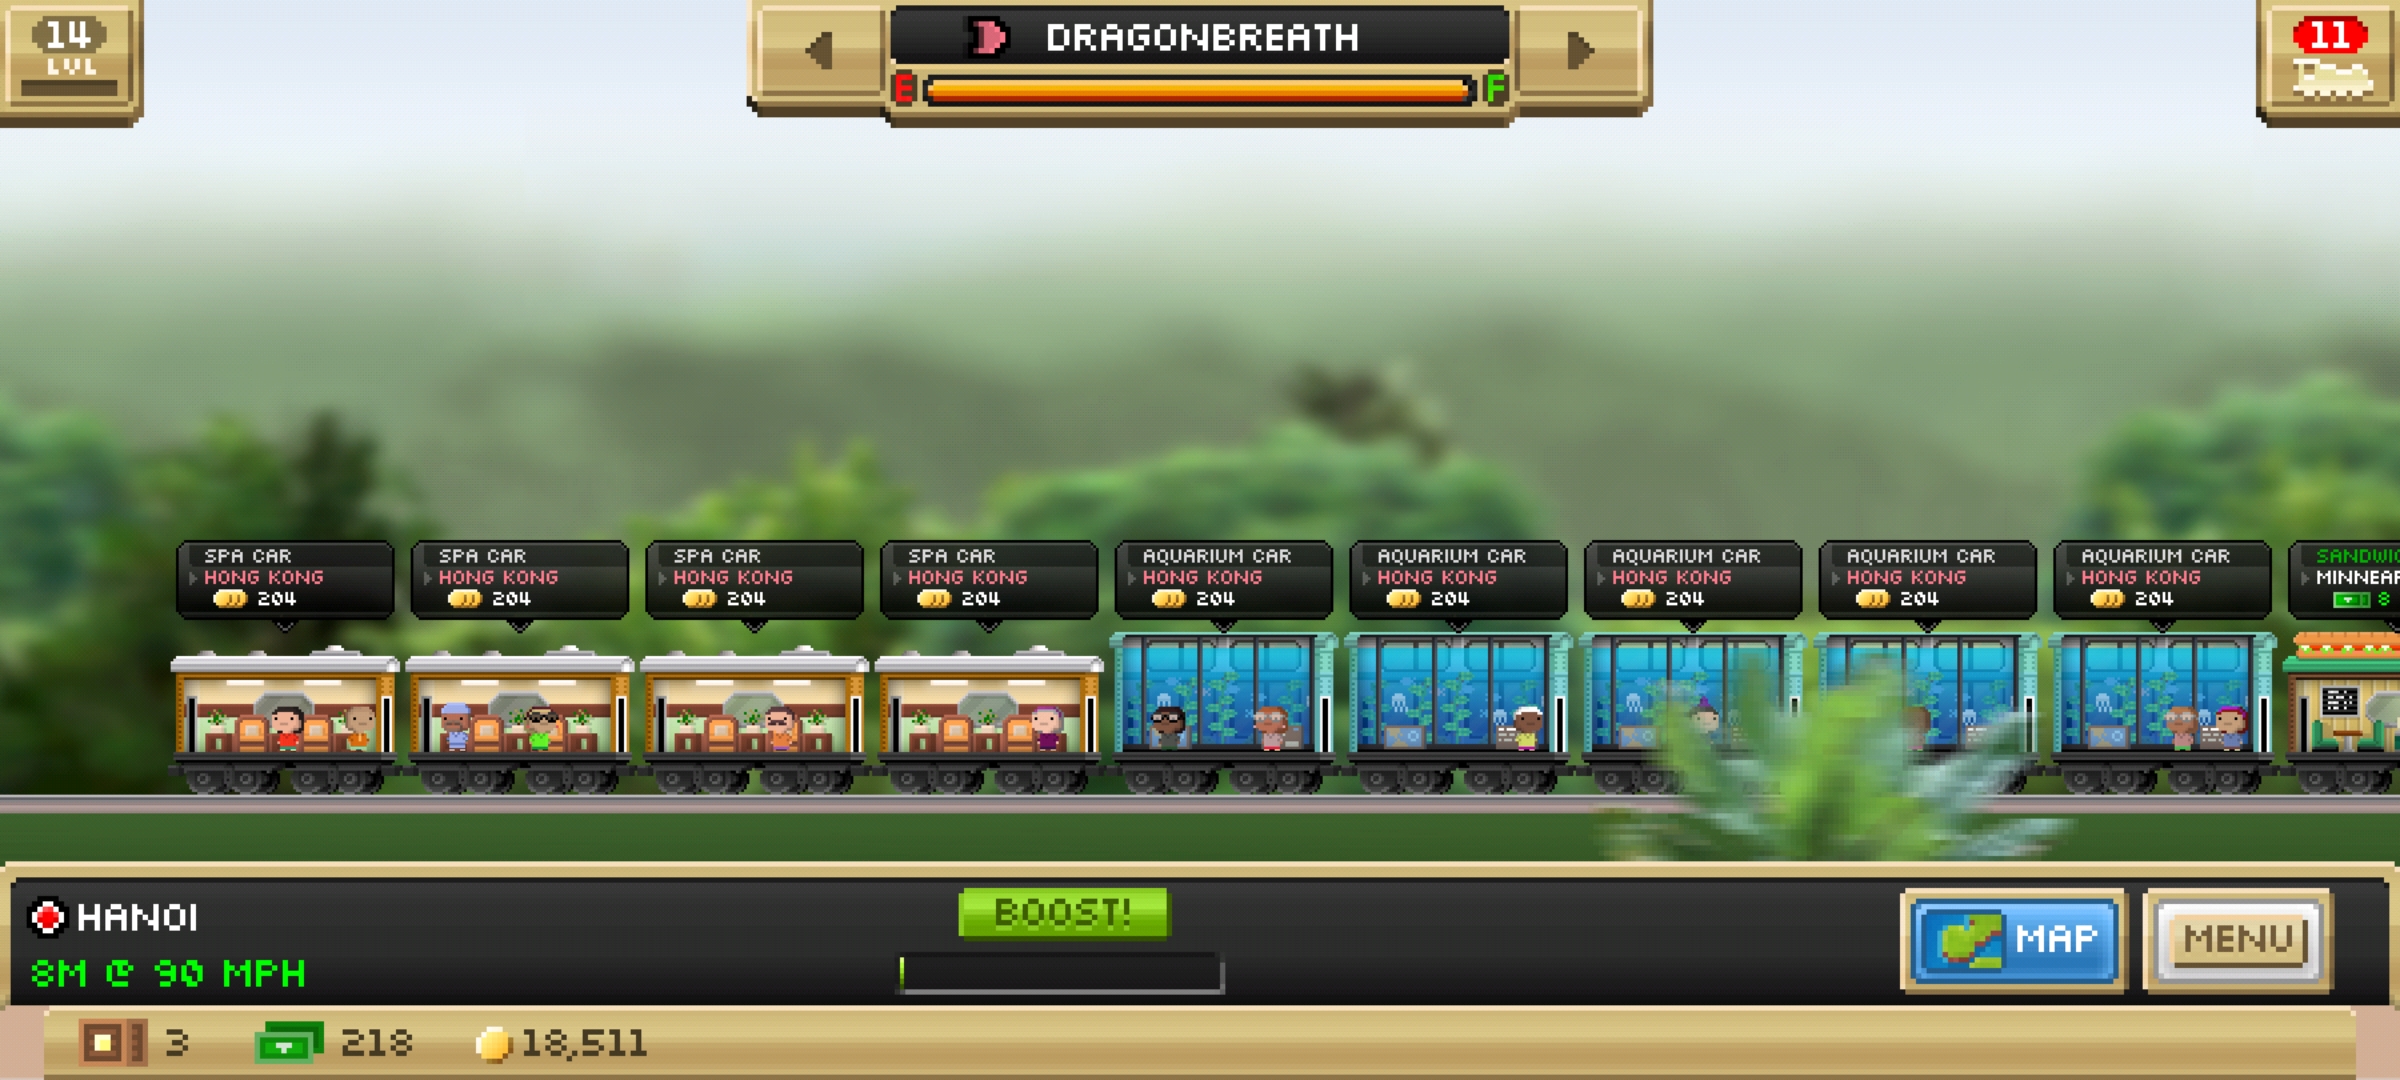 14
LVL
DRAGONBREATH
E F
11
SPA CAR
HONG KONG
204
SPA CAR
HONG KONG
204
SPA CAR
HONG KONG
204
SPA CAR
HONG KONG
204
AQUARIUM CAR
HONG KONG
204
AQUARIUM CAR
HONG KONG
204
AQUARIUM CAR
HONG KONG
204
AQUARIUM CAR
HONG KONG
204
AQUARIUM CAR
HONG KONG
204
8
HANOI
8M @ 90 MPH
BOOST!
MAP
MENU
3
218
18,511